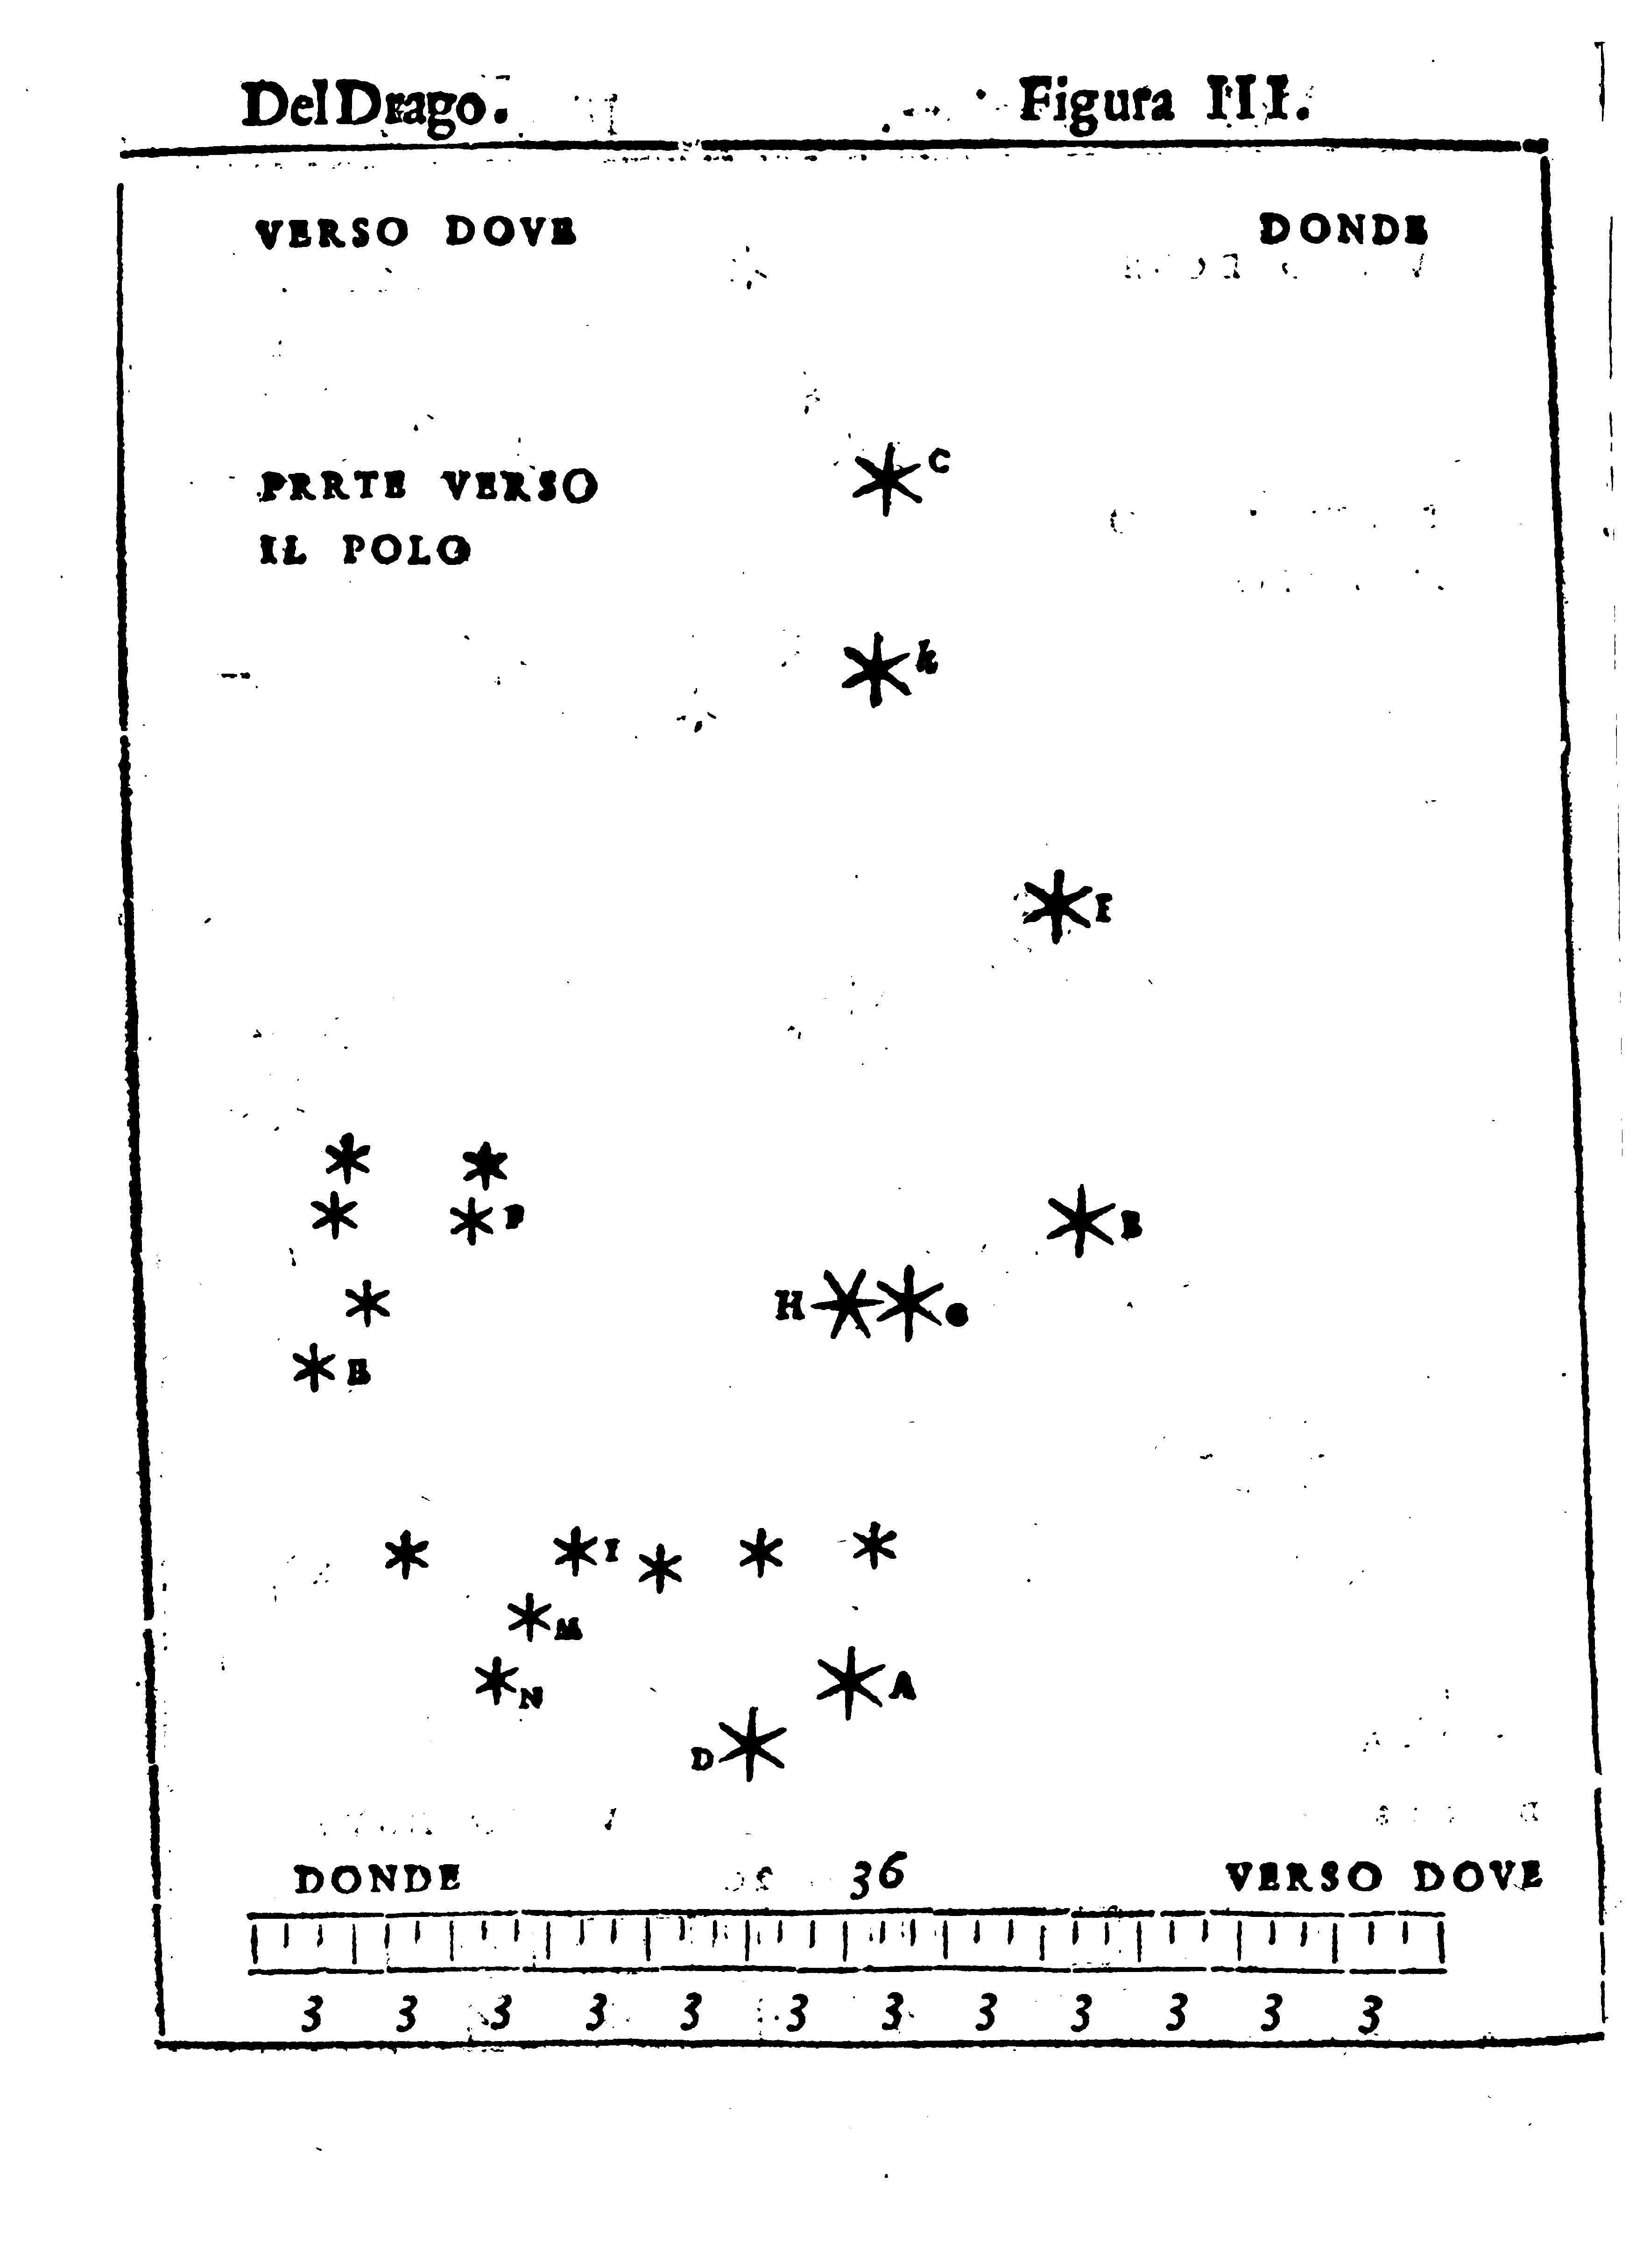 Del Drago. Figura III.
VERSO DOVE DONDE
PRRTE VERSO
IL POLO
C
k
F
P
B
H
E
I
M
N
A
D
DONDE 36 VERSO DOVE
3 3 3 3 3 3 3 3 3 3 3 3